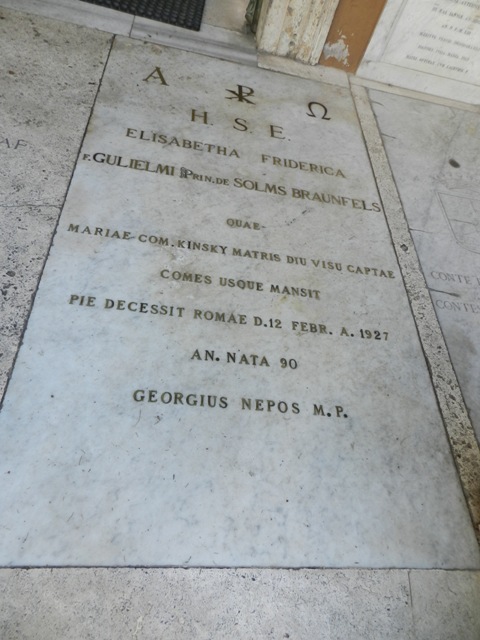 Α ☧ Ω
H. S. E.
ELISABETHA FRIDERICA
F. GULIELMI PRIN. DE SOLMS BRAUNFELS
QUAE
MARIAE COM. KINSKY MATRIS DIU VISU CAPTAE
COMES USQUE MANSIT
PIE DECESSIT ROMAE D. 12 FEBR. A. 1927
AN. NATA 90
GEORGIUS NEPOS M. P.
CONTE